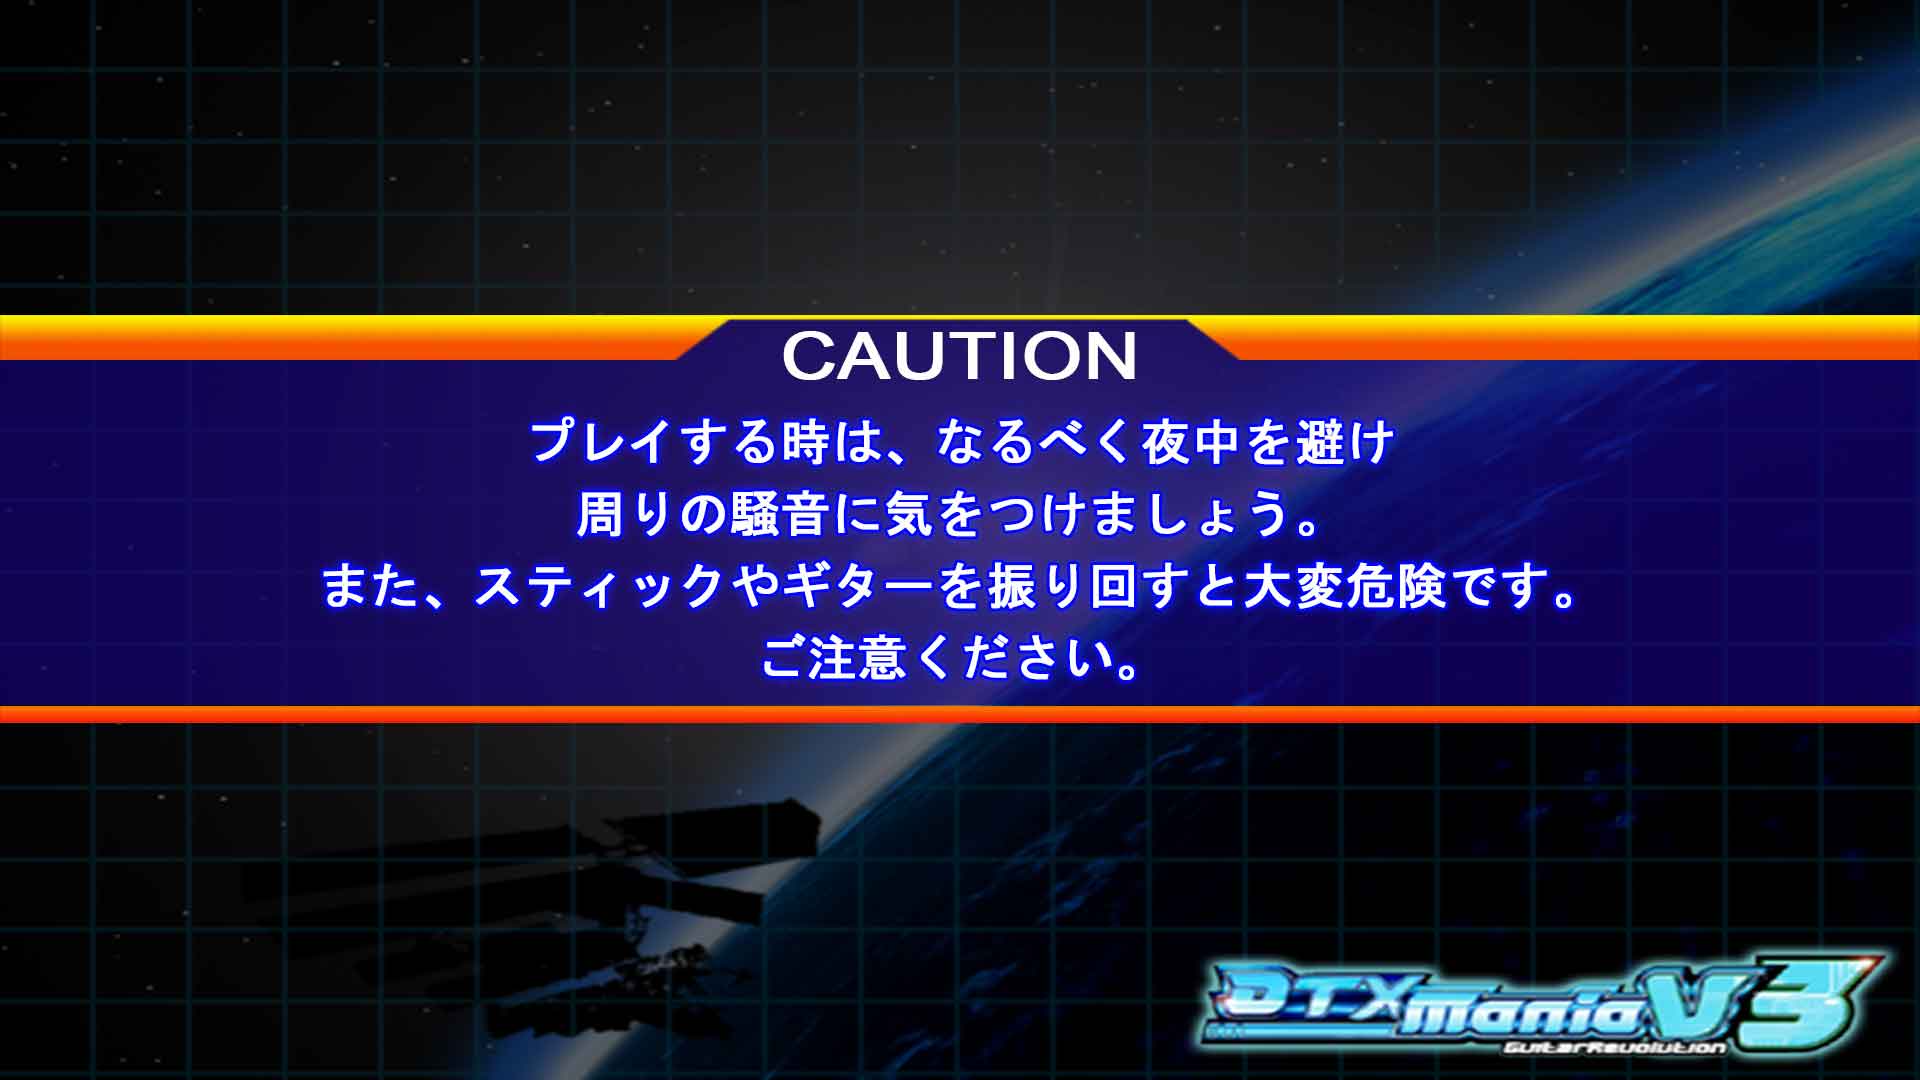 CAUTION
プレイする時は、なるべく夜中を避け
周りの騒音に気をつけましょう。
また、スティックやギターを振り回すと大変危険です。
ご注意ください。
DTXmaniaV3
GuitarRevolution